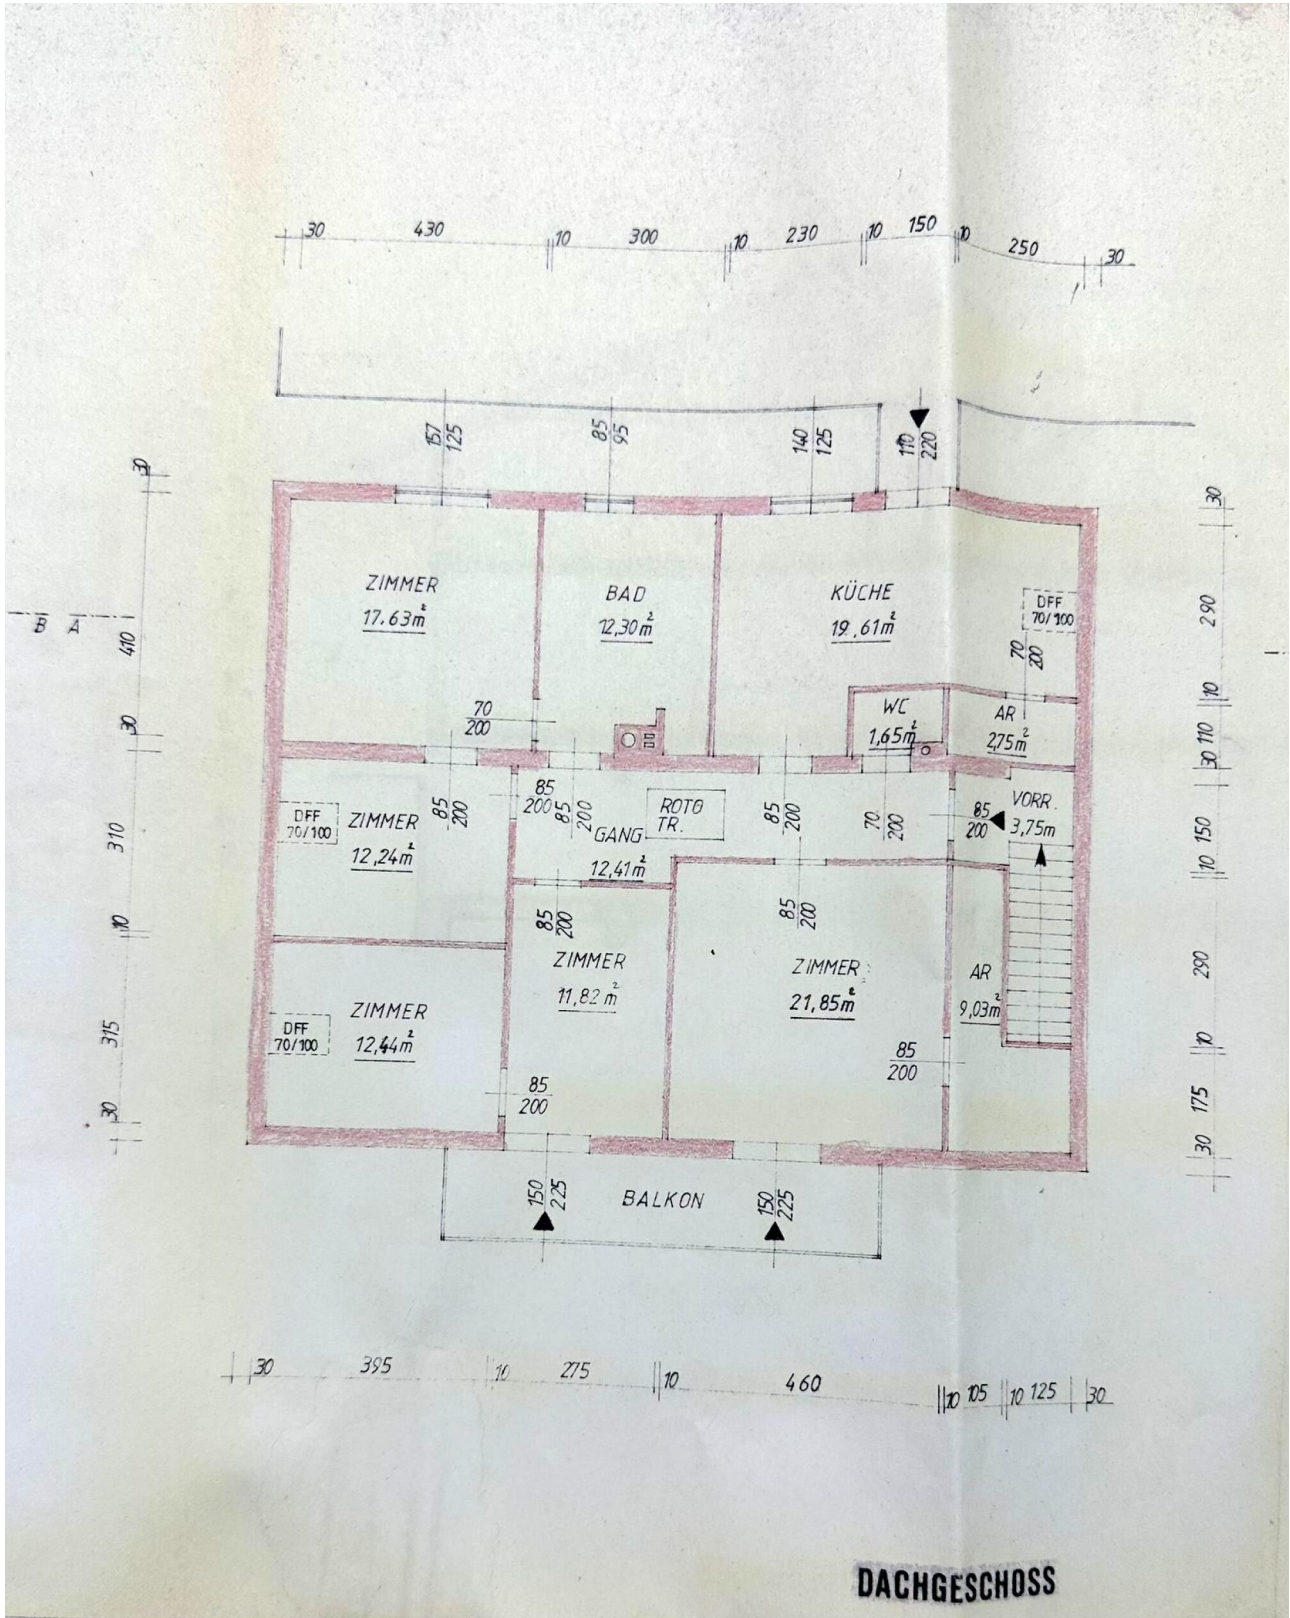 30 430 10 300 10 230 10 150 10 250 30
157 125
85 95
140 125
110 220
30
410
30
310
10
315
30
B A
ZIMMER
17.63m²
BAD
12,30m²
KÜCHE
19,61m²
DFF
70/100
70
200
70
200
WC
1,65m²
AR
2,75m²
DFF
70/100
ZIMMER
12,24m²
85
200
85
200
85
200
ROTO
TR.
GANG
12,41m²
85
200
70
200
85
200
VORR.
3,75m
85
200
ZIMMER
11,82m²
85
200
ZIMMER
21,85m²
AR
9,03m²
ZIMMER
12,44m²
DFF
70/100
85
200
85
200
150
225
BALKON
150
225
30
290
10
110
30
150
10
290
10
175
30
30 395 10 275 10 460 10 105 10 125 30
DACHGESCHOSS